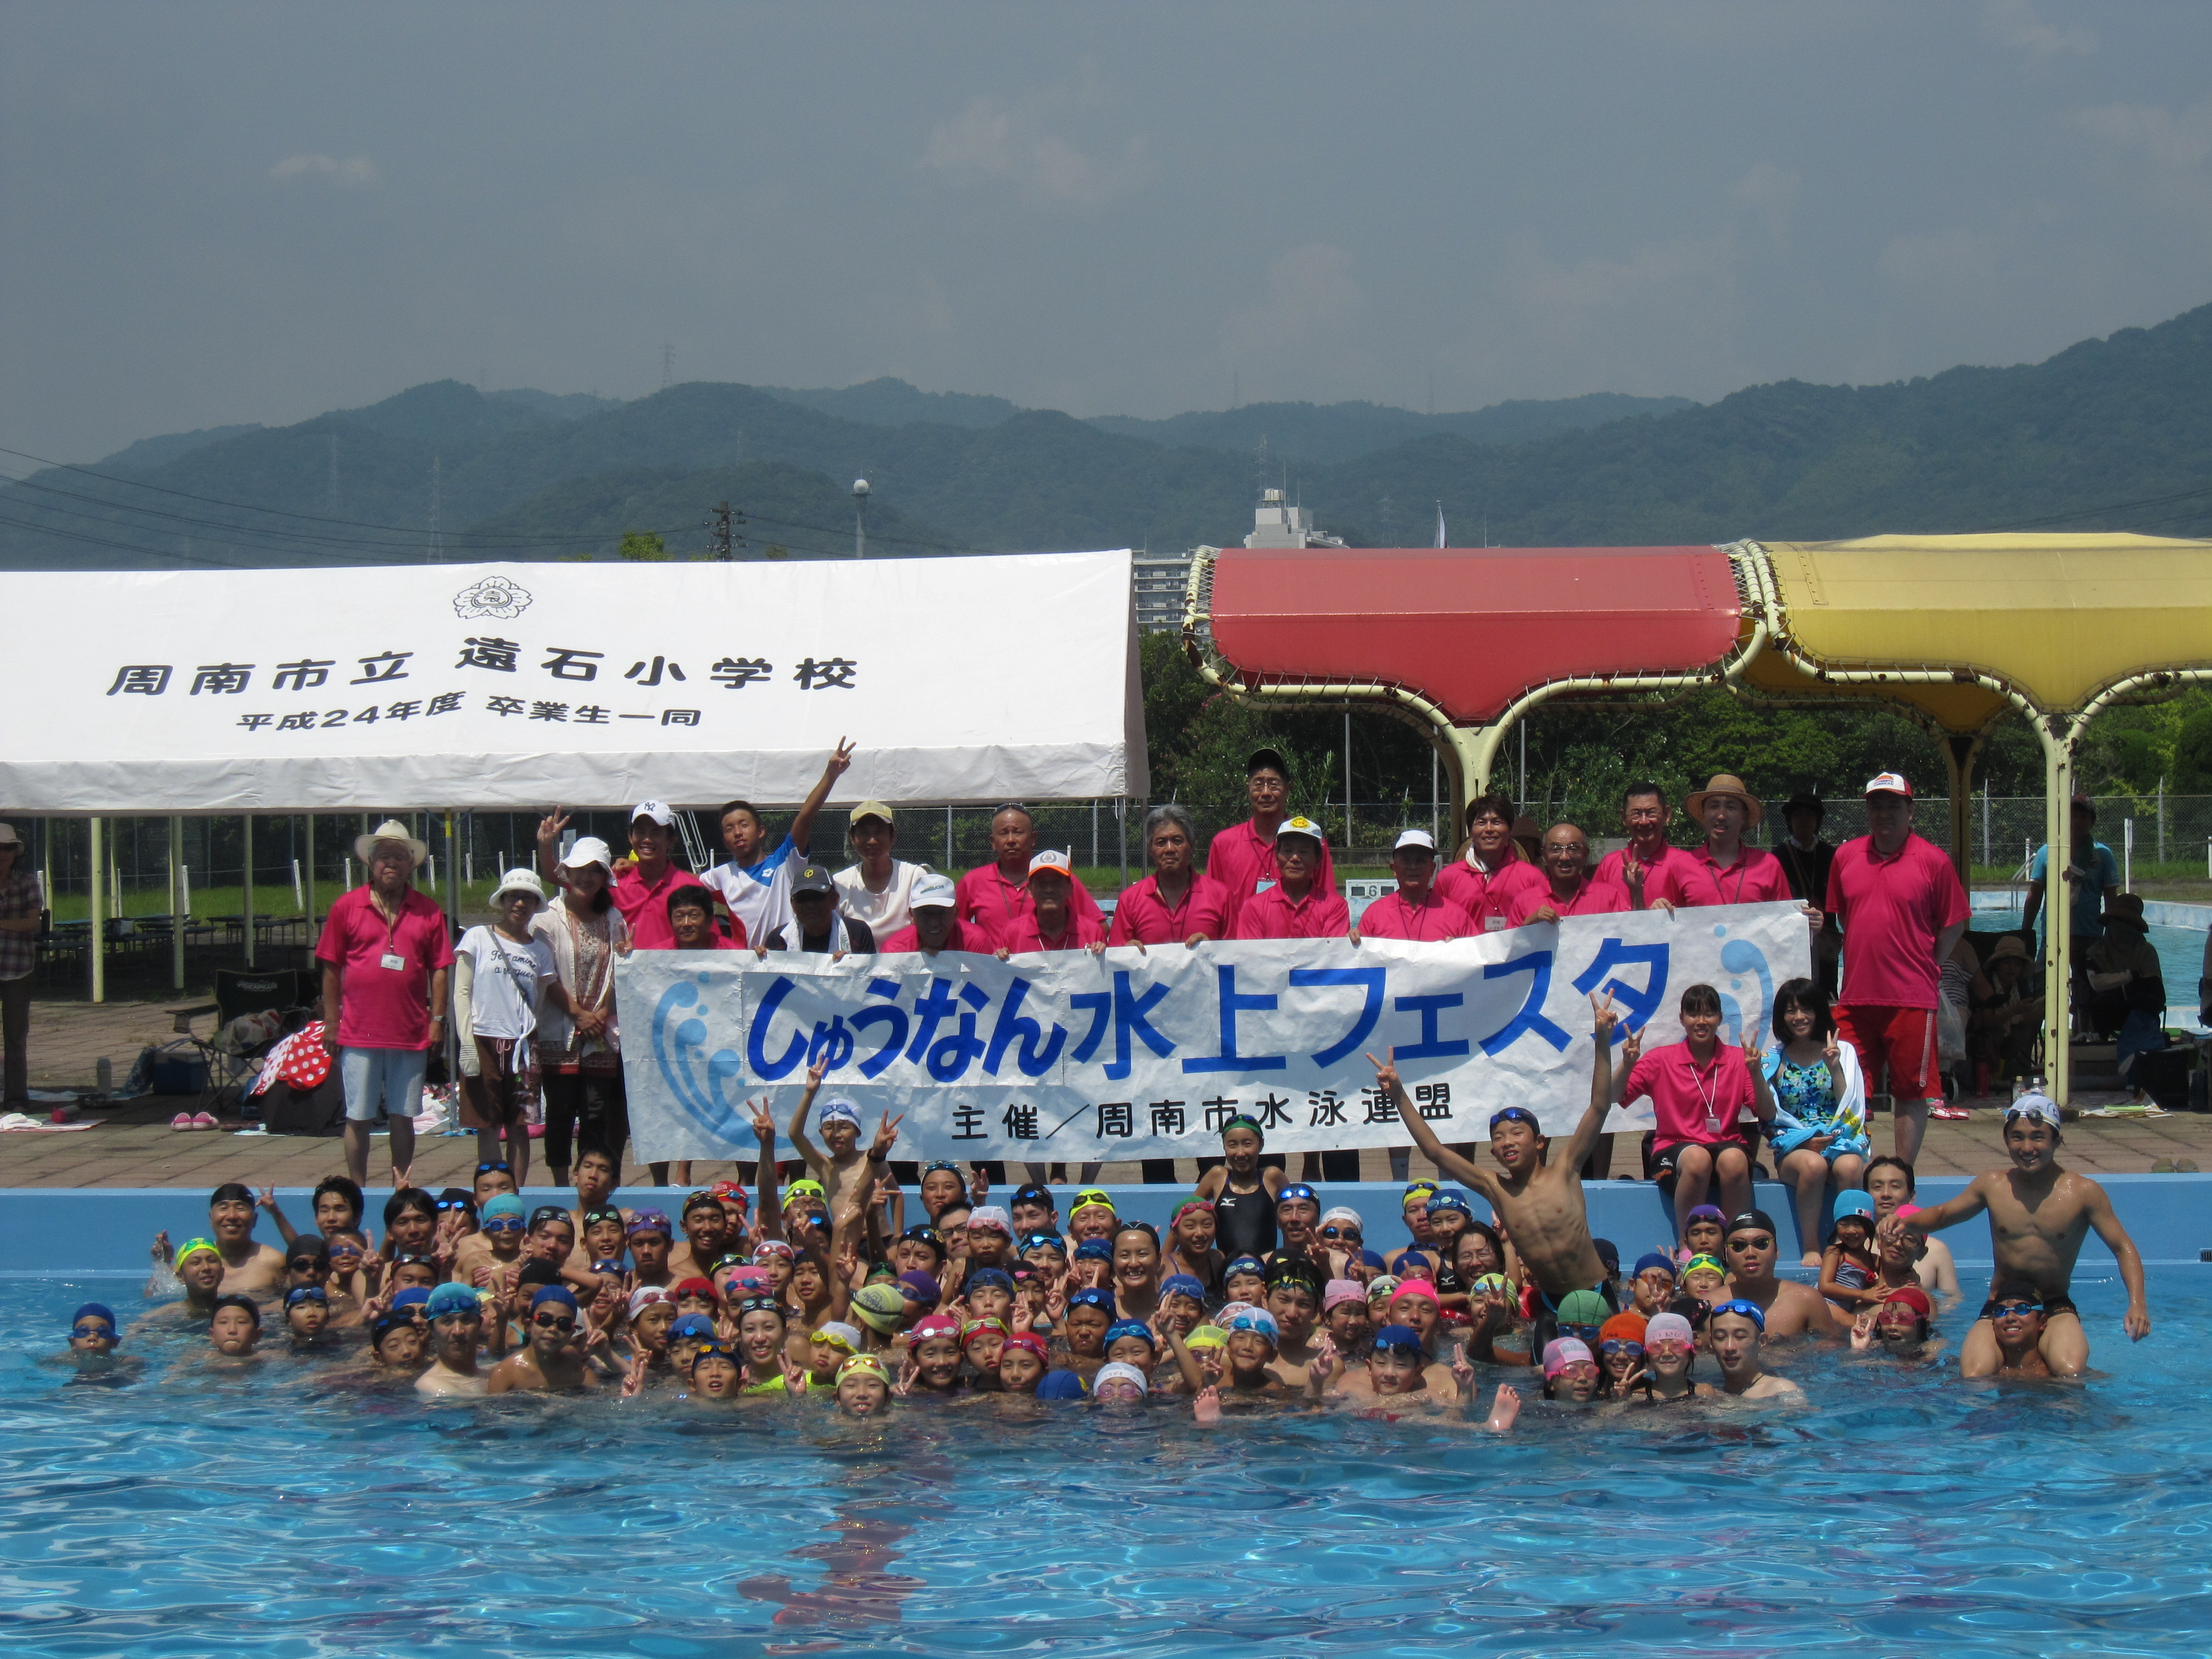 遠
周南市立 遠石小学校
平成24年度 卒業生一同
6
しゅうなん水上フェスタ
主催／周南市水泳連盟